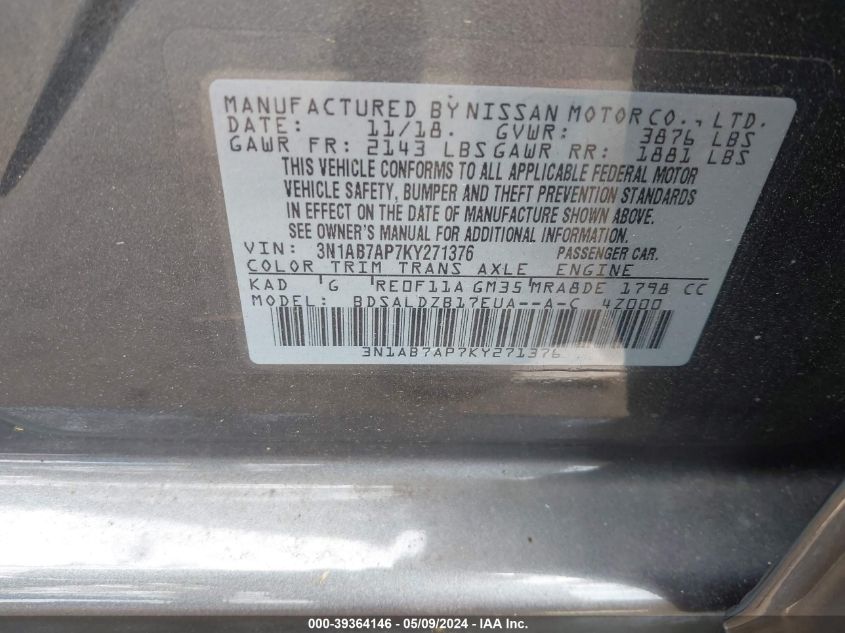 MANUFACTURED BY NISSAN MOTOR CO., LTD.
DATE: 11/18. GVWR: 3876 LBS
GAWR FR: 2143 LBS GAWR RR: 1881 LBS
THIS VEHICLE CONFORMS TO ALL APPLICABLE FEDERAL MOTOR
VEHICLE SAFETY, BUMPER AND THEFT PREVENTION STANDARDS
IN EFFECT ON THE DATE OF MANUFACTURE SHOWN ABOVE.
SEE OWNER'S MANUAL FOR ADDITIONAL INFORMATION.
VIN: 3N1AB7AP7KY271376 PASSENGER CAR.
COLOR TRIM TRANS AXLE ENGINE
KAD G RE0F11A GM35 MRA8DE 1798 CC
MODEL: BDSALDZB17EUA--A-C 4Z000
3N1AB7AP7KY271376
000-39364146 - 05/09/2024 - IAA Inc.